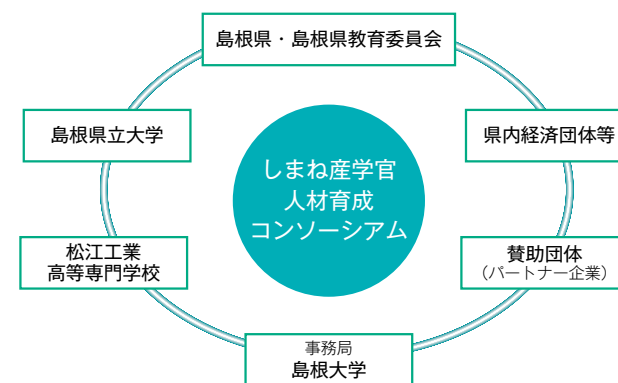 島根県・島根県教育委員会
島根県立大学
県内経済団体等
しまね産学官
人材育成
コンソーシアム
松江工業
高等専門学校
賛助団体
（パートナー企業）
事務局
島根大学